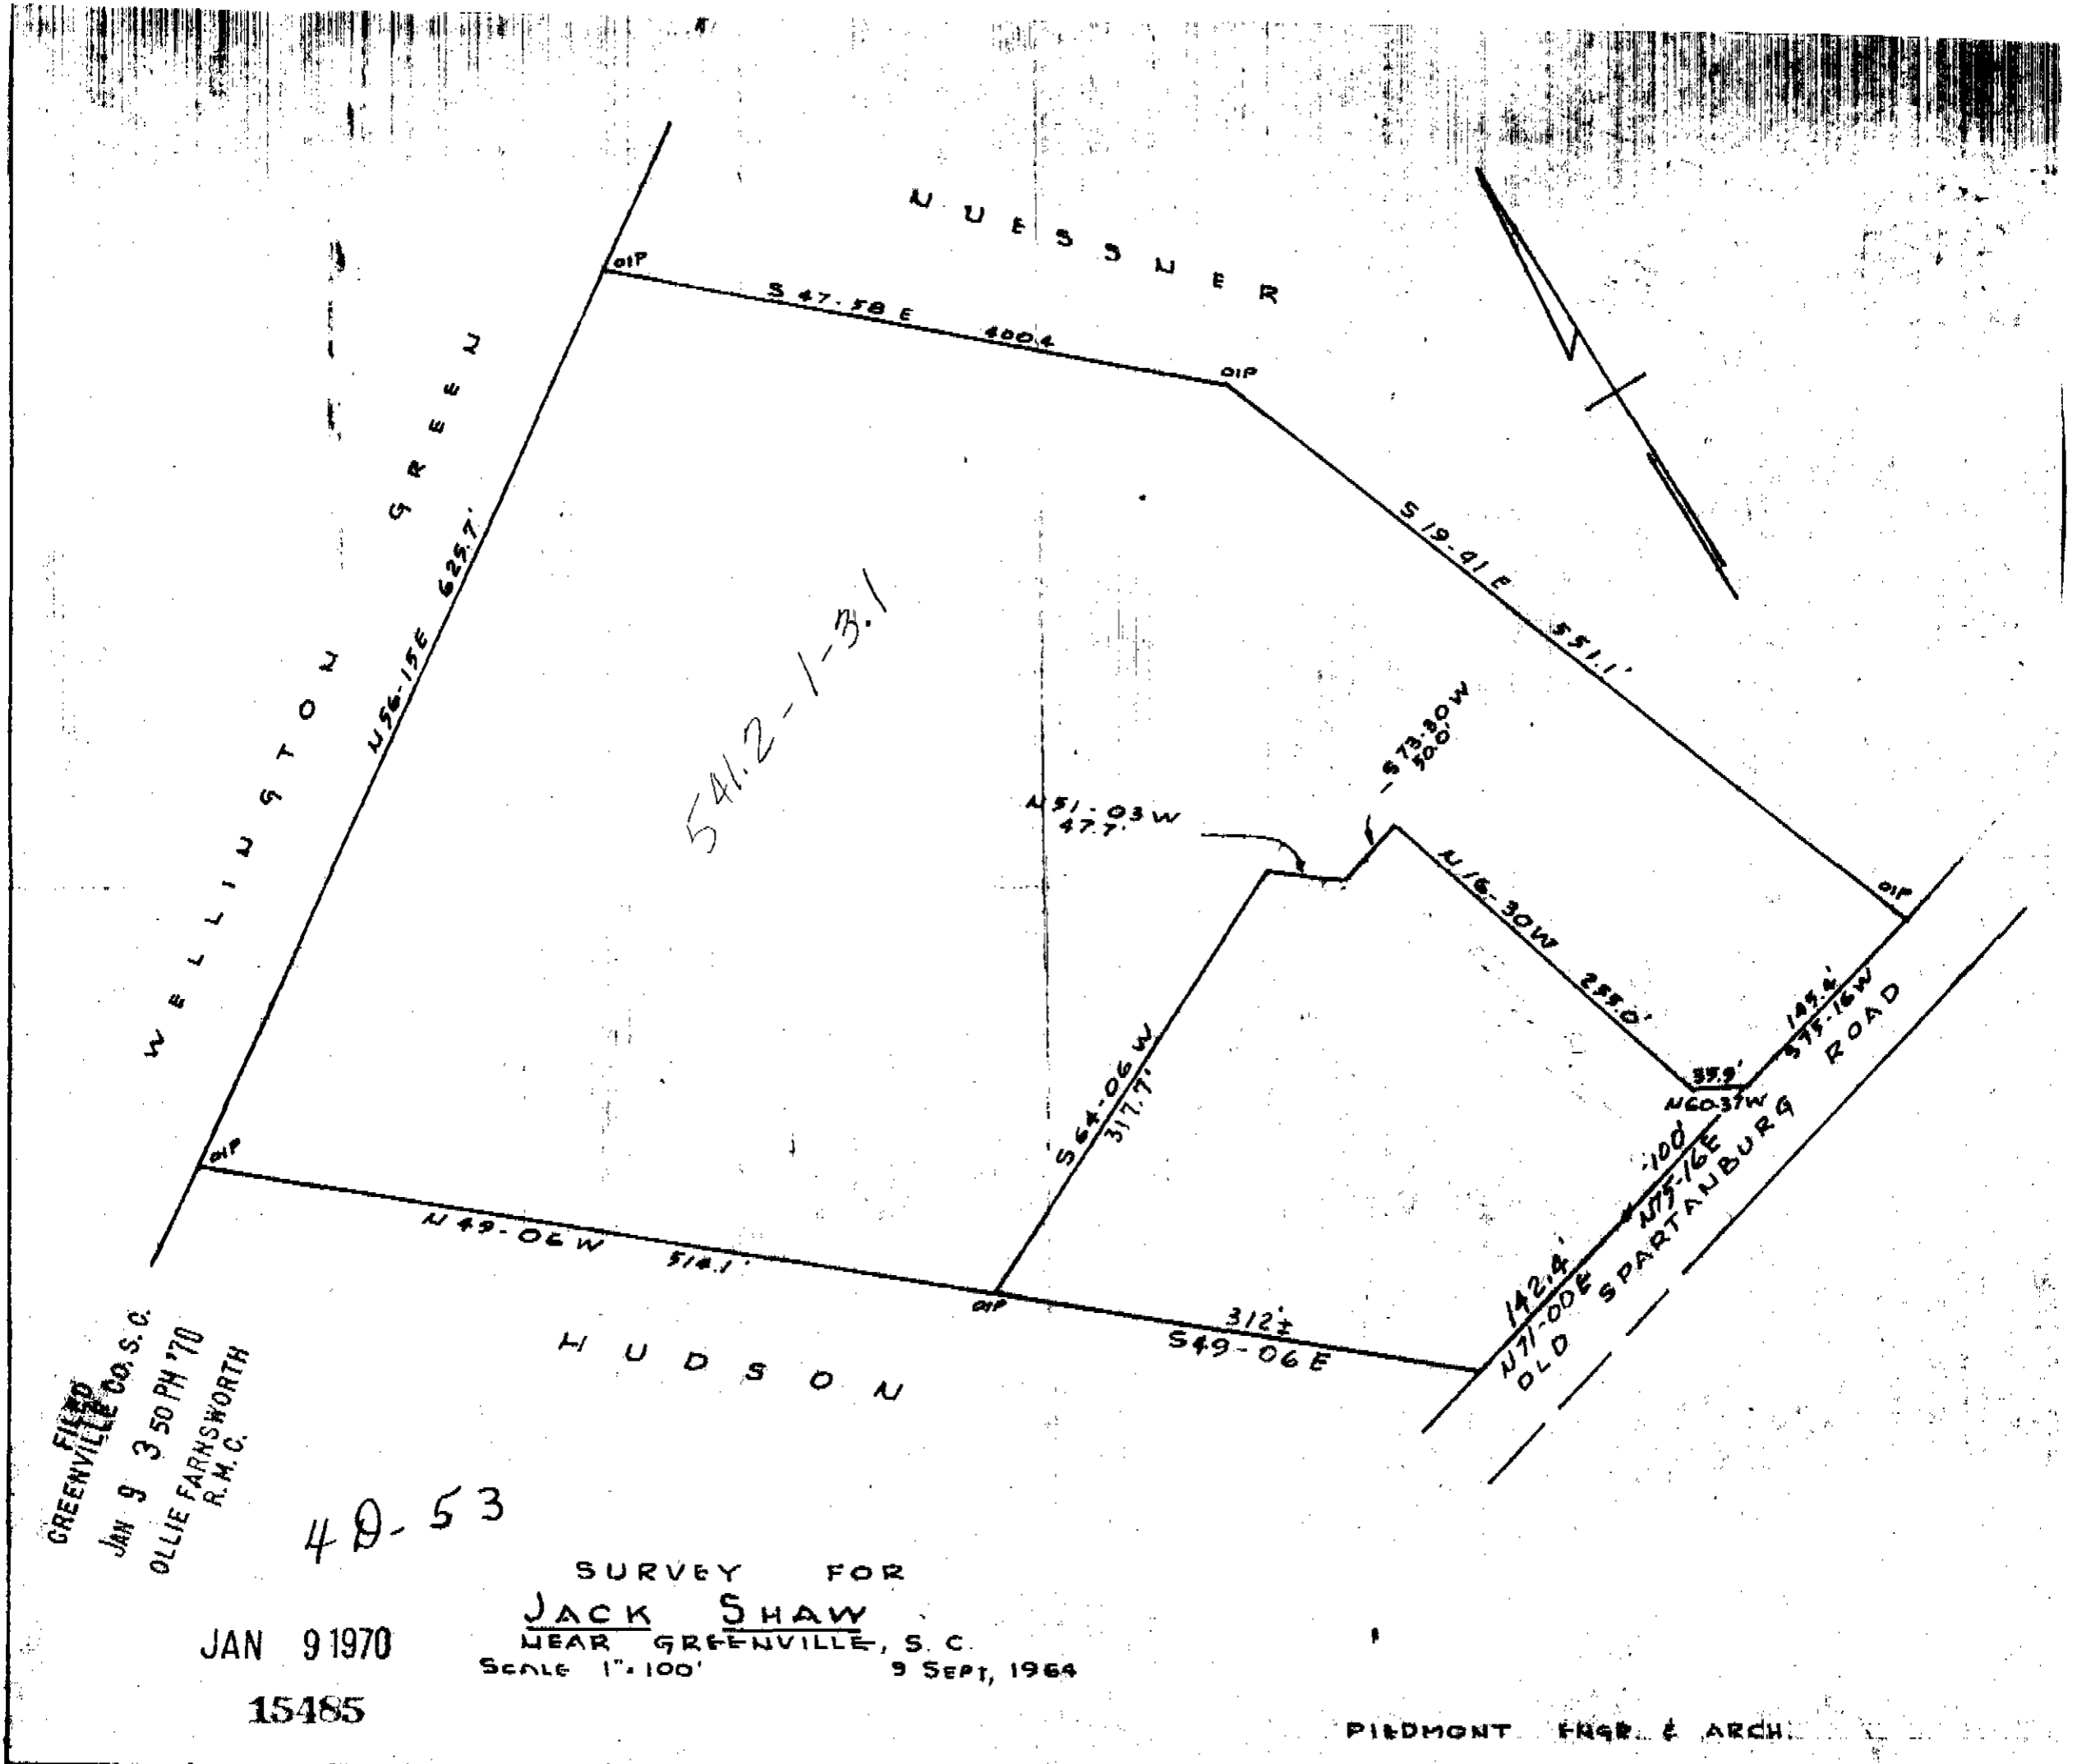 NUESSNER
OIP
S 47-58 E 400.4
OIP
WELLINGTON GREEN
N 56-15 E 625.7'
S 19-41 E 551.1'
541.2-1-3.1
S 73-30 W
50.0'
N 51-03 W
47.7'
N 16-30 W 255.0'
OIP
145.4'
S 75-16 W
35.9'
N 60-37 W
S 64-06 W
317.7'
100'
N 75-16 E
142.4'
N 71-00 E
OLD SPARTANBURG ROAD
OIP
N 49-06 W 514.1'
OIP
312'±
S 49-06 E
HUDSON
FILED
GREENVILLE CO. S. C.
JAN 9 3 50 PM '70
OLLIE FARNSWORTH
R. M. C.
4D-53
SURVEY FOR
JACK SHAW
NEAR GREENVILLE, S. C.
SCALE 1"=100' 9 SEPT, 1964
JAN 9 1970
15485
PIEDMONT ENGR. & ARCH.